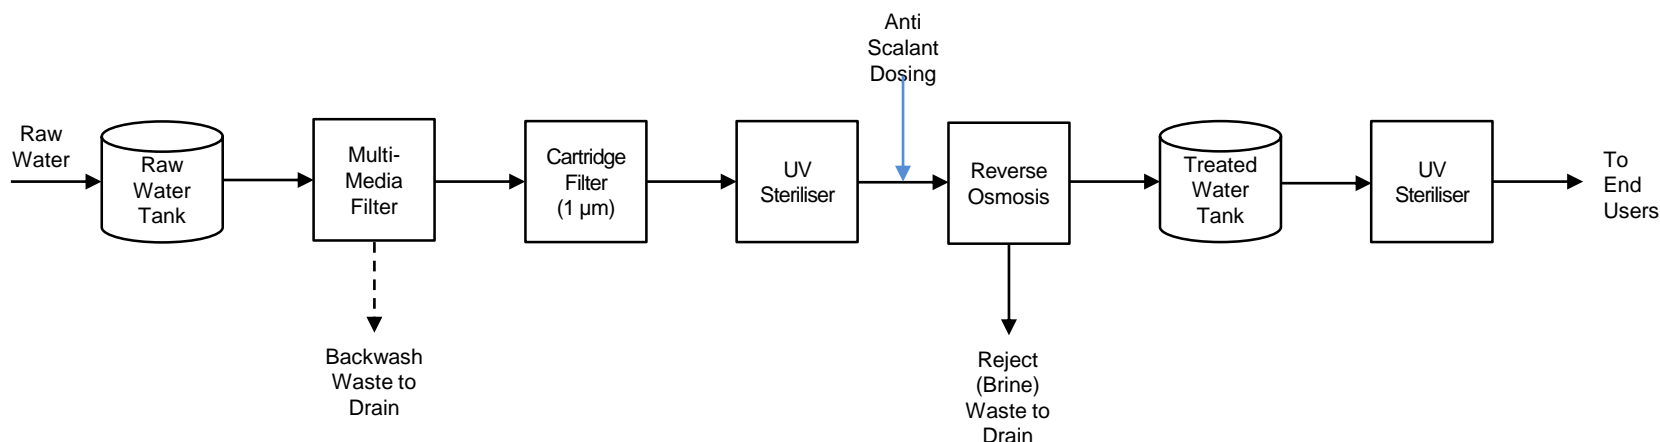 Anti
Scalant
Dosing
Raw
Water
Raw
Water
Tank
Multi-
Media
Filter
Cartridge
Filter
(1 µm)
UV
Steriliser
Reverse
Osmosis
Treated
Water
Tank
UV
Steriliser
To
End
Users
Backwash
Waste to
Drain
Reject
(Brine)
Waste to
Drain